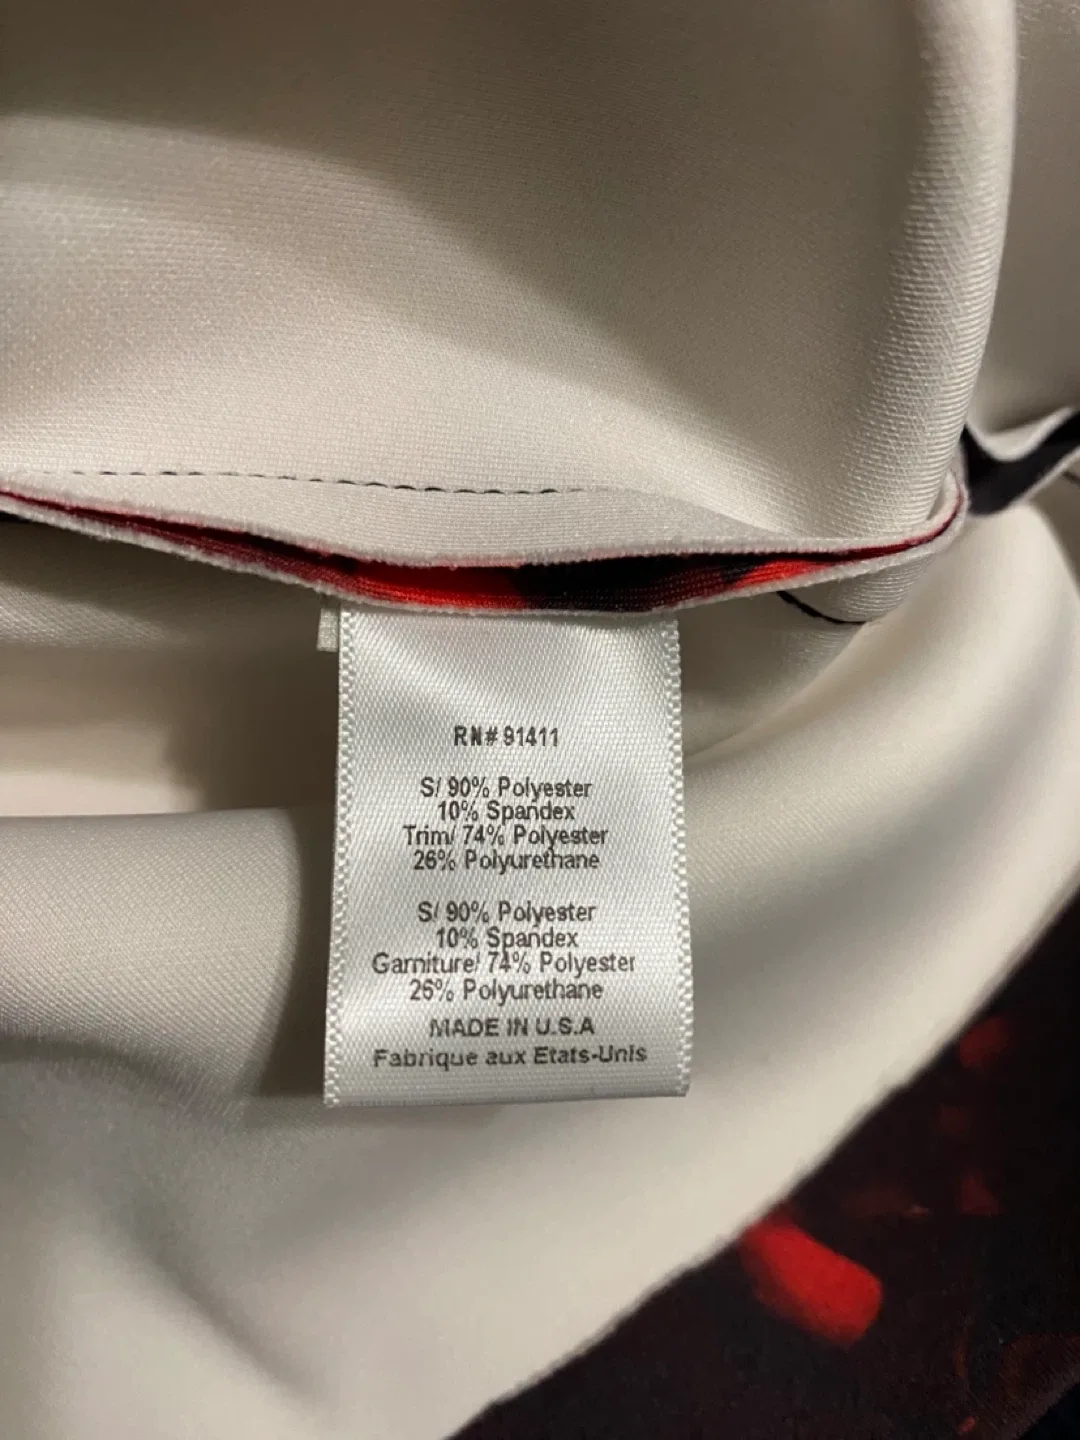 RN# 91411
S/ 90% Polyester
10% Spandex
Trim/ 74% Polyester
26% Polyurethane
S/ 90% Polyester
10% Spandex
Garniture/ 74% Polyester
26% Polyurethane
MADE IN U.S.A
Fabrique aux Etats-Unis